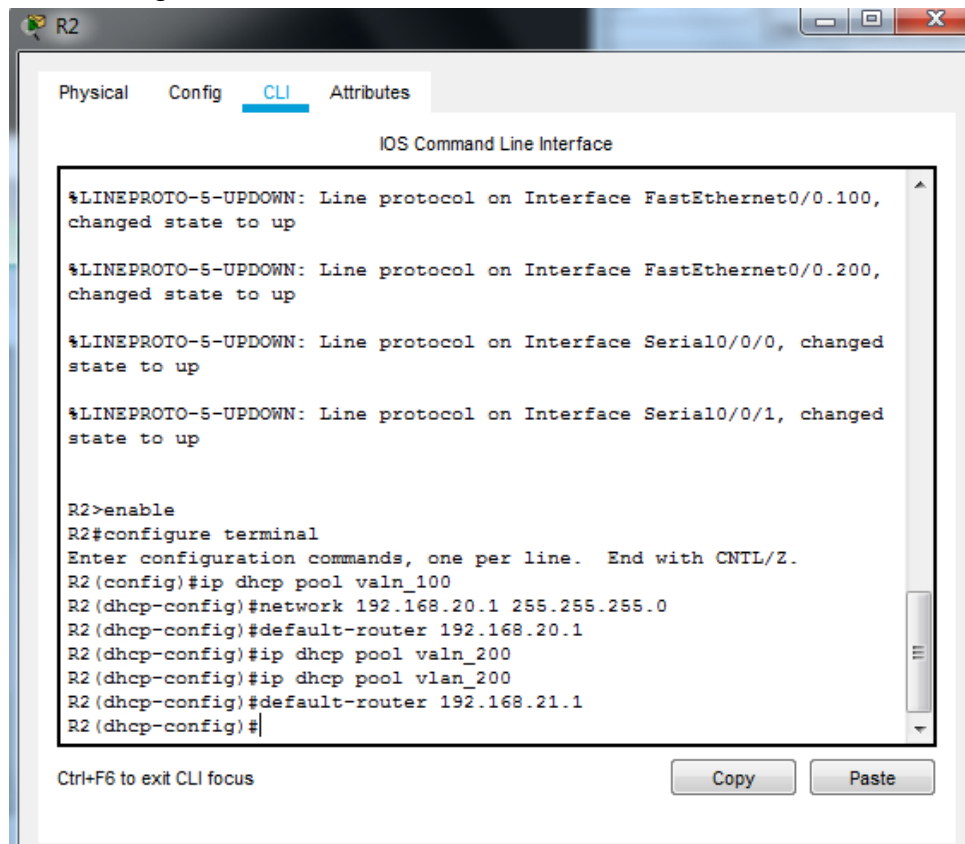 R2
Physical Config CLI Attributes
IOS Command Line Interface
%LINEPROTO-5-UPDOWN: Line protocol on Interface FastEthernet0/0.100,
changed state to up
%LINEPROTO-5-UPDOWN: Line protocol on Interface FastEthernet0/0.200,
changed state to up
%LINEPROTO-5-UPDOWN: Line protocol on Interface Serial0/0/0, changed
state to up
%LINEPROTO-5-UPDOWN: Line protocol on Interface Serial0/0/1, changed
state to up
R2>enable
R2#configure terminal
Enter configuration commands, one per line.  End with CNTL/Z.
R2(config)#ip dhcp pool valn_100
R2(dhcp-config)#network 192.168.20.1 255.255.255.0
R2(dhcp-config)#default-router 192.168.20.1
R2(dhcp-config)#ip dhcp pool valn_200
R2(dhcp-config)#ip dhcp pool vlan_200
R2(dhcp-config)#default-router 192.168.21.1
R2(dhcp-config)#
Ctrl+F6 to exit CLI focus
Copy Paste